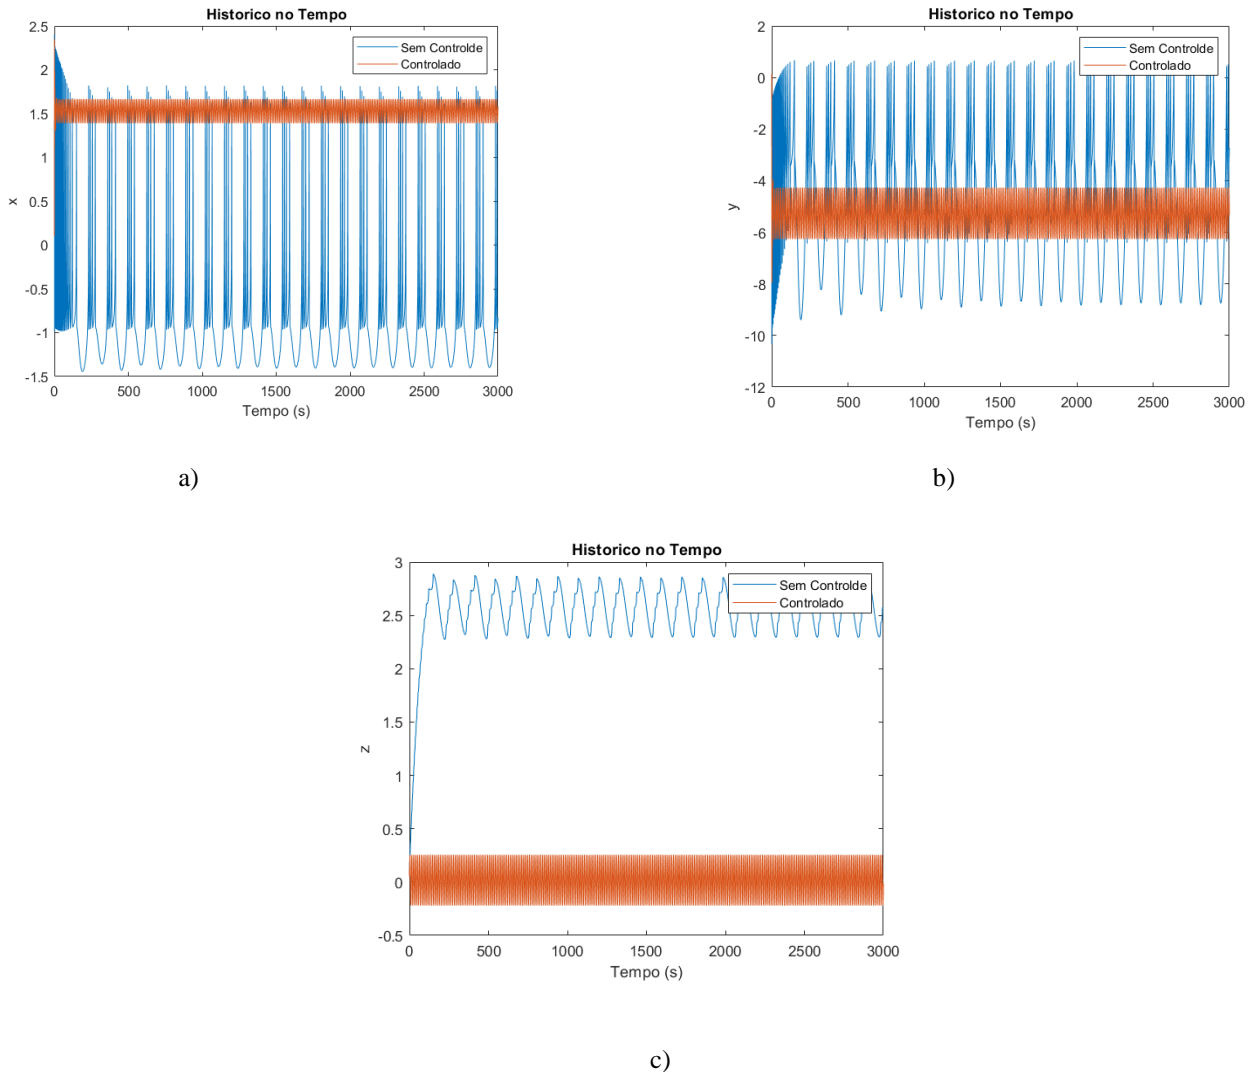 Historico no Tempo
Sem Controlde
Controlado
2.5
2
1.5
1
0.5
0
-0.5
-1
-1.5
x
0 500 1000 1500 2000 2500 3000
Tempo (s)
a)
Historico no Tempo
Sem Controlde
Controlado
2
0
-2
-4
-6
-8
-10
-12
y
0 500 1000 1500 2000 2500 3000
Tempo (s)
b)
Historico no Tempo
Sem Controlde
Controlado
3
2.5
2
1.5
1
0.5
0
-0.5
z
0 500 1000 1500 2000 2500 3000
Tempo (s)
c)